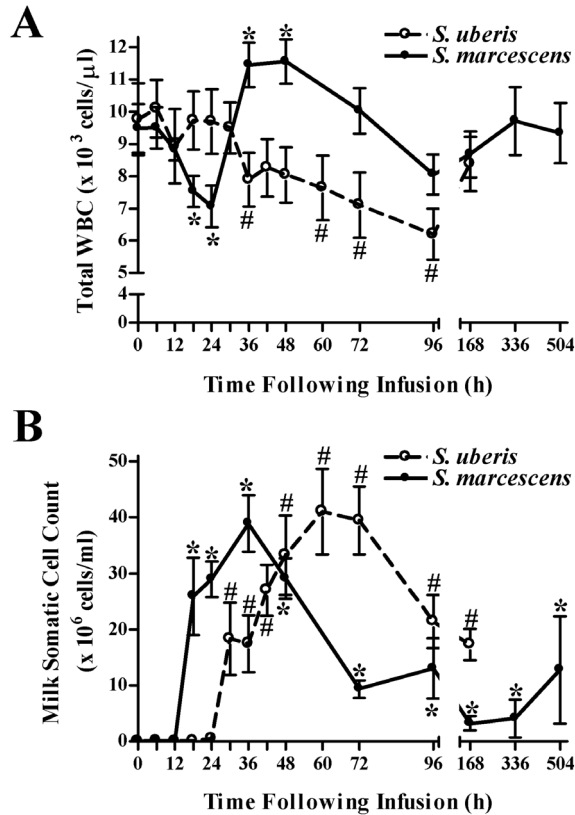 A
S. uberis
S. marcescens
Total WBC (x 10³ cells/µl)
12
11
10
9
8
7
6
5
4
0
* * * *
# # # #
0 12 24 36 48 60 72 96 168 336 504
Time Following Infusion (h)
B
S. uberis
S. marcescens
Milk Somatic Cell Count
(x 10⁶ cells/ml)
50
40
30
20
10
0
* * * * * * * * *
# # # # # # # #
0 12 24 36 48 60 72 96 168 336 504
Time Following Infusion (h)